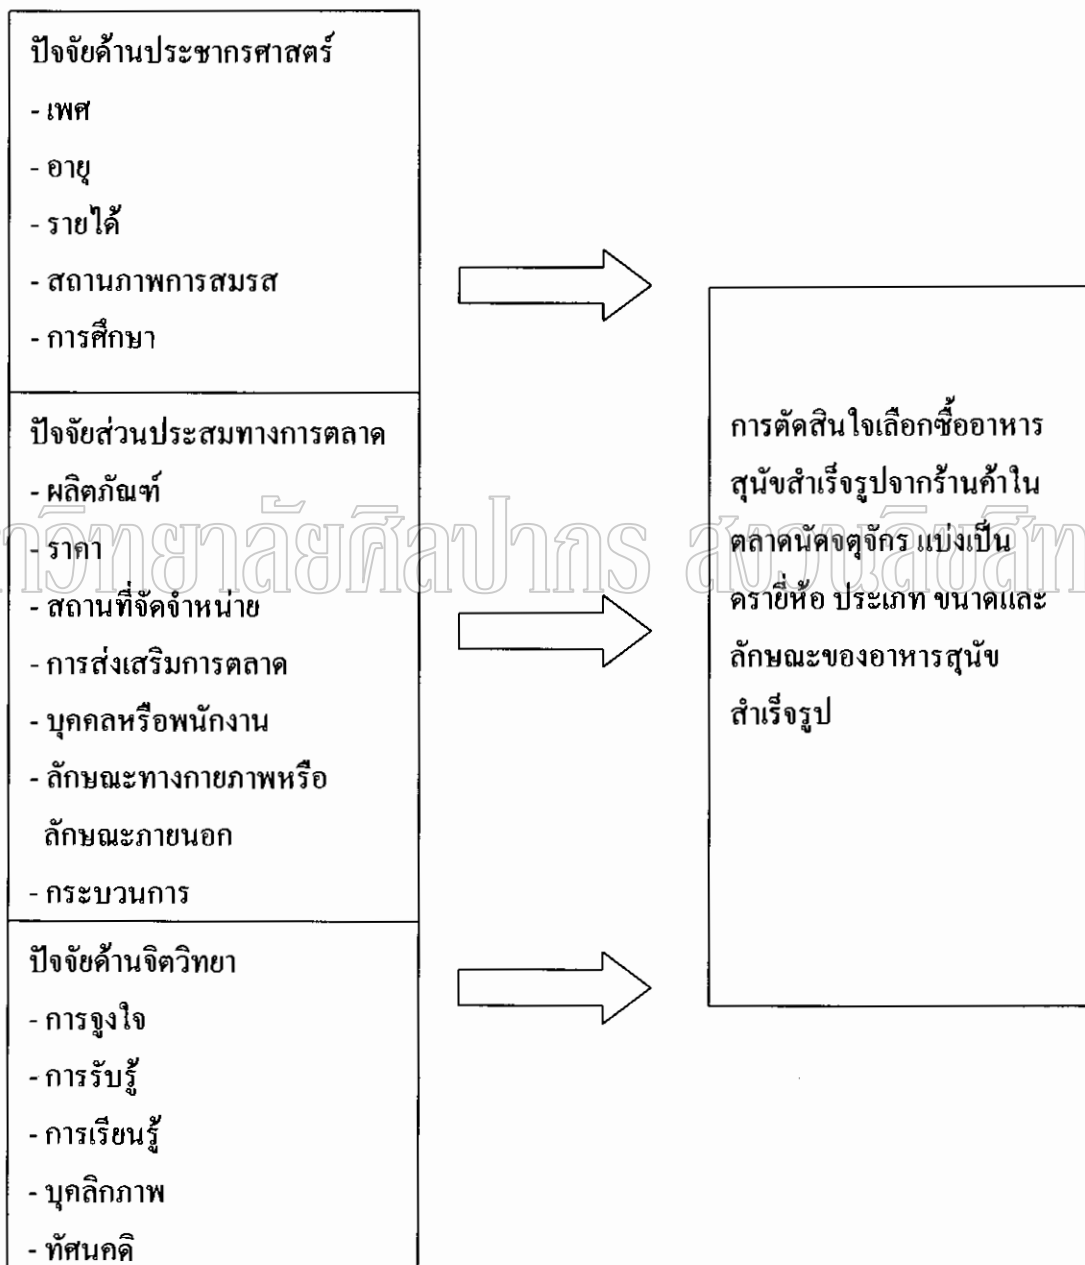 ปัจจัยด้านประชากรศาสตร์
- เพศ
- อายุ
- รายได้
- สถานภาพการสมรส
- การศึกษา
ปัจจัยส่วนประสมทางการตลาด
- ผลิตภัณฑ์
- ราคา
- สถานที่จัดจำหน่าย
- การส่งเสริมการตลาด
- บุคคลหรือพนักงาน
- ลักษณะทางกายภาพหรือ
ลักษณะภายนอก
- กระบวนการ
ปัจจัยด้านจิตวิทยา
- การจูงใจ
- การรับรู้
- การเรียนรู้
- บุคลิกภาพ
- ทัศนคติ
การตัดสินใจเลือกซื้ออาหาร
สุนัขสำเร็จรูปจากร้านค้าใน
ตลาดนัดจตุจักร แบ่งเป็น
ตรายี่ห้อ ประเภท ขนาดและ
ลักษณะของอาหารสุนัข
สำเร็จรูป